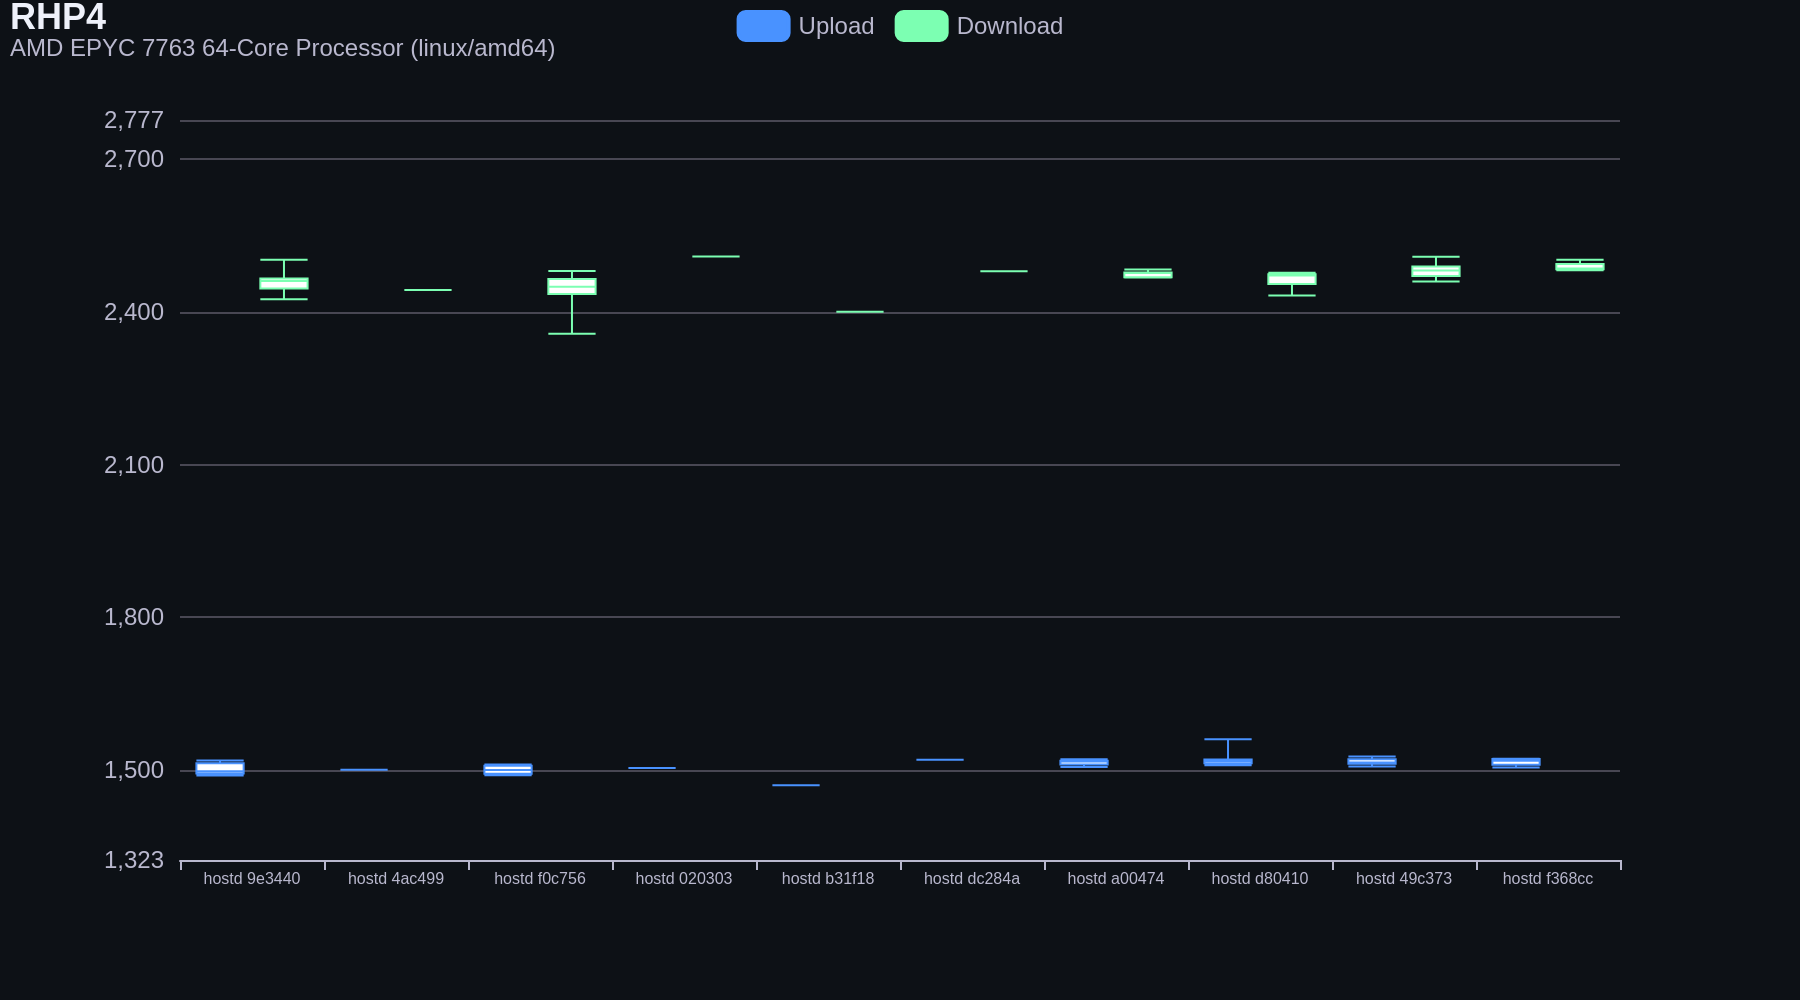 RHP4
AMD EPYC 7763 64-Core Processor (linux/amd64)
Upload Download
2,777
2,700
2,400
2,100
1,800
1,500
1,323
hostd 9e3440 hostd 4ac499 hostd f0c756 hostd 020303 hostd b31f18 hostd dc284a hostd a00474 hostd d80410 hostd 49c373 hostd f368cc